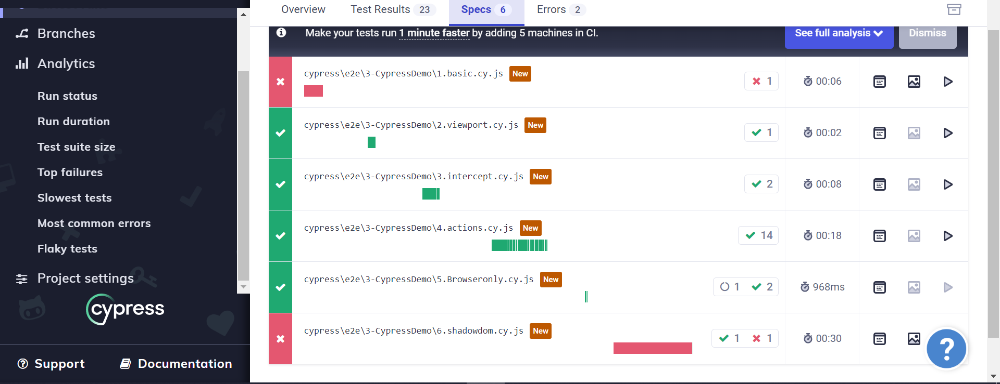 Overview Test Results 23 Specs 6 Errors 2
Make your tests run 1 minute faster by adding 5 machines in CI. See full analysis Dismiss
Branches
Analytics
Run status
Run duration
Test suite size
Top failures
Slowest tests
Most common errors
Flaky tests
Project settings
cypress
Support Documentation
cypress\e2e\3-CypressDemo\1.basic.cy.js New 1 00:06
cypress\e2e\3-CypressDemo\2.viewport.cy.js New 1 00:02
cypress\e2e\3-CypressDemo\3.intercept.cy.js New 2 00:08
cypress\e2e\3-CypressDemo\4.actions.cy.js New 14 00:18
cypress\e2e\3-CypressDemo\5.Browseronly.cy.js New 1 2 968ms
cypress\e2e\3-CypressDemo\6.shadowdom.cy.js New 1 1 00:30
?